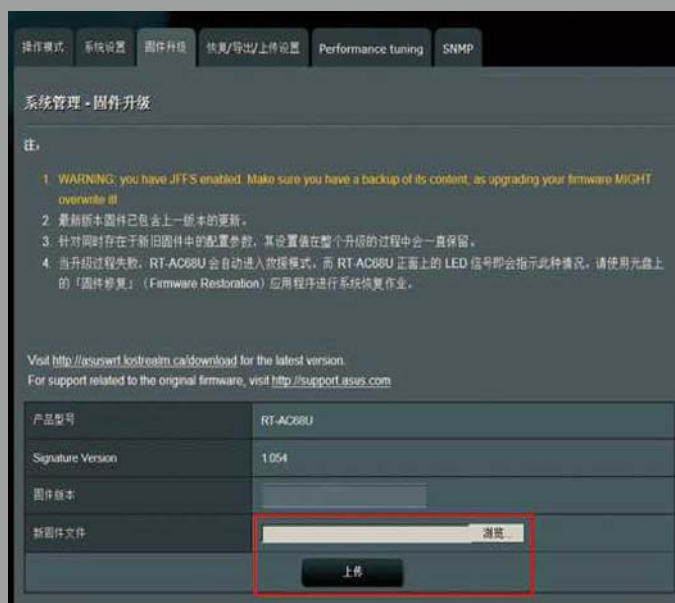 操作模式 系统设置 固件升级 恢复/导出/上传设置 Performance tuning SNMP
系统管理 - 固件升级
注:
1. WARNING: you have JFFS enabled. Make sure you have a backup of its content, as upgrading your firmware MIGHT
overwrite it!
2. 最新版本固件已包含上一版本的更新。
3. 针对同时存在于新旧固件中的配置参数，其设置值在整个升级的过程中会一直保留。
4. 当升级过程失败，RT-AC68U 会自动进入救援模式，而 RT-AC68U 正面上的 LED 信号即会指示此种情况。请使用光盘上
的「固件修复」（Firmware Restoration）应用程序进行系统恢复作业。
Visit http://asuswrt.lostrealm.ca/download for the latest version.
For support related to the original firmware, visit http://support.asus.com
产品型号 RT-AC68U
Signature Version 1.054
固件版本
新固件文件 浏览...
上传